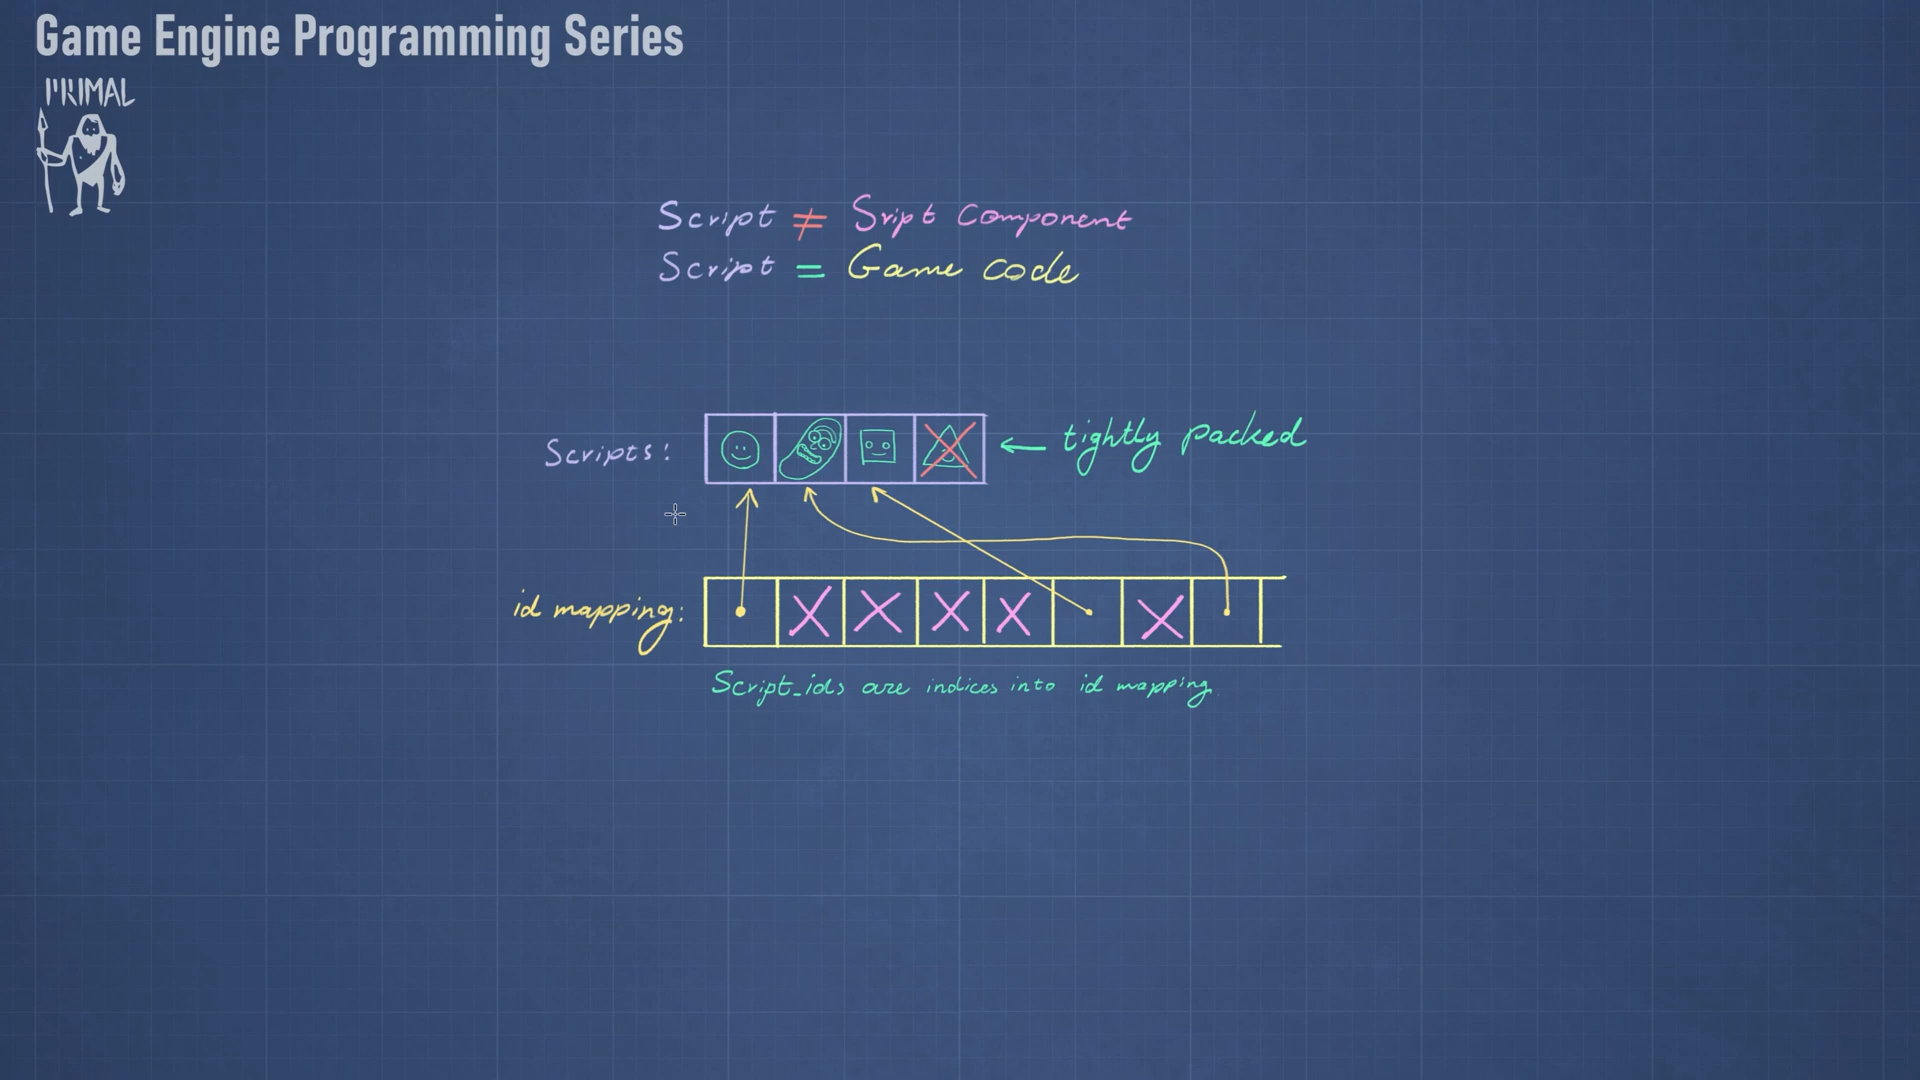 Game Engine Programming Series
PRIMAL
Script ≠ Sript Component
Script = Game code
Scripts:
← tightly packed
id mapping:
Script_ids are indices into id mapping.